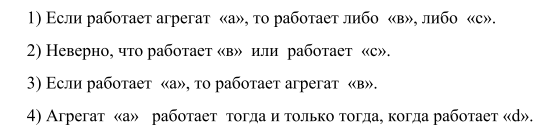 1) Если работает агрегат «а», то работает либо «в», либо «с».
2) Неверно, что работает «в» или работает «с».
3) Если работает «а», то работает агрегат «в».
4) Агрегат «а» работает тогда и только тогда, когда работает «d».